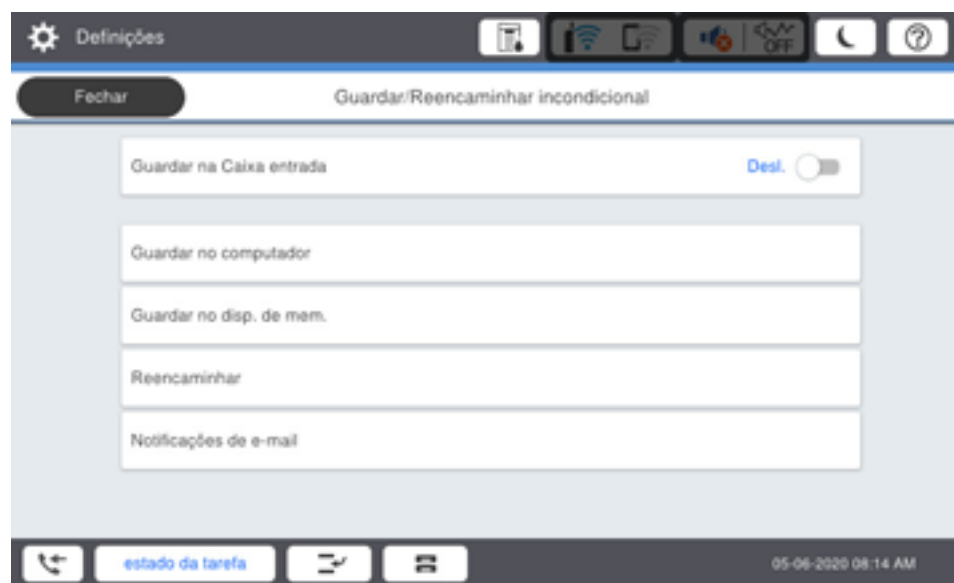 Definições
OFF
Fechar
Guardar/Reencaminhar incondicional
Guardar na Caixa entrada
Desl.
Guardar no computador
Guardar no disp. de mem.
Reencaminhar
Notificações de e-mail
estado da tarefa
05-06-2020 08:14 AM